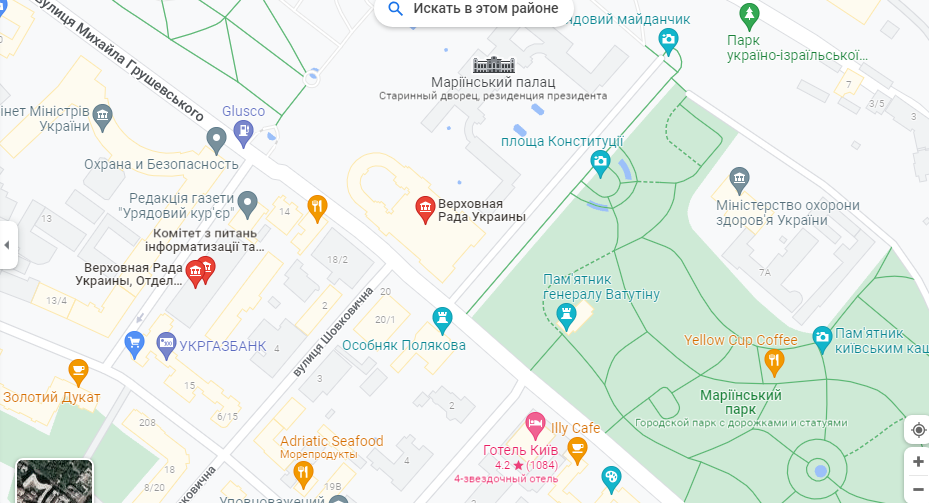 Искать в этом районе
вулиця Михайла Грушевського
ндовий майданчик
Парк
україно-ізраїльської...
7
3/5
Маріїнський палац
Старинный дворец, резиденция президента
Glusco
інет Міністрів
України
площа Конституції
Охрана и Безопасность
Редакція газети
"Урядовий кур'єр"
14
Верховная
Рада Украины
Міністерство охорони
здоров'я України
Комітет з питань
інформатизації та...
Верховная Рада
Украины, Отдел...
18/2
7А
13/4
20
20/1
вулиця Шовковична
Пам'ятник
генералу Ватутіну
Особняк Полякова
УКРГАЗБАНК
Yellow Cup Coffee
Пам'ятник
київським кащ
4
3
15
Золотий Дукат
2
Маріїнський
парк
Городской парк с дорожками и статуями
6/15
208
Illy Cafe
Adriatic Seafood
Морепродукты
Готель Київ
4.2 ★ (1084)
4-звездочный отель
8/20
19В
Шовковична
Уповноважений